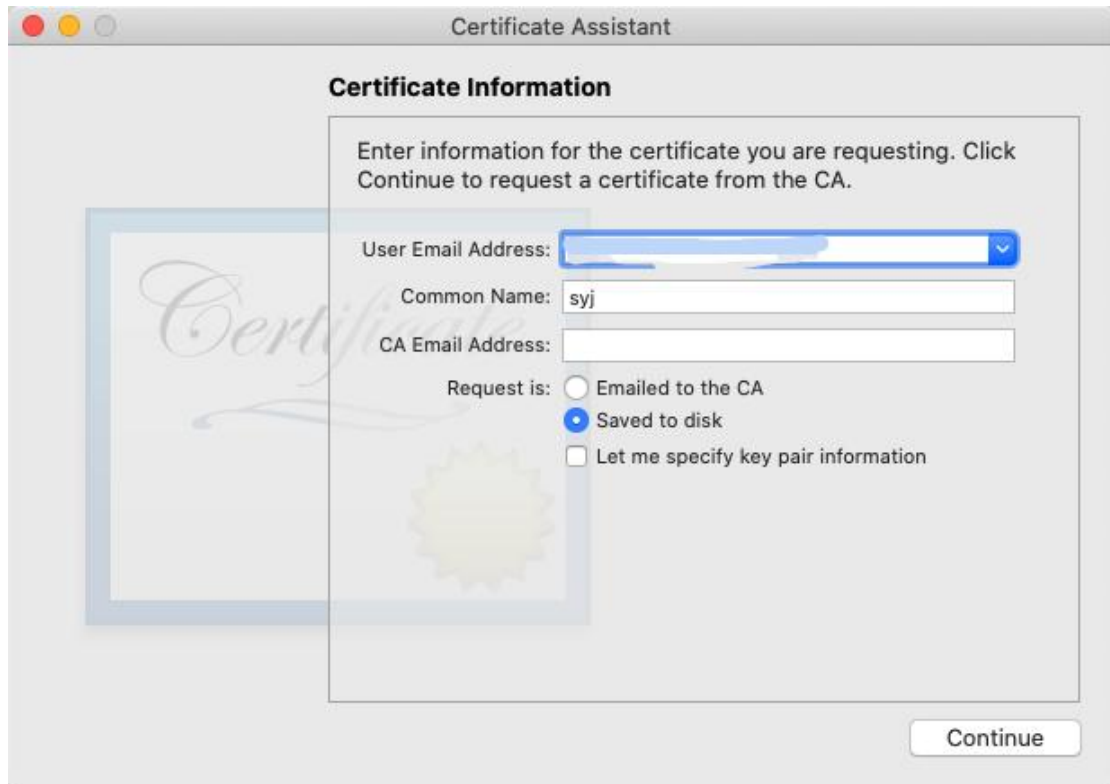 Certificate Assistant
Certificate Information
Enter information for the certificate you are requesting. Click
Continue to request a certificate from the CA.
Certificate
User Email Address:
Common Name: syj
CA Email Address:
Request is: Emailed to the CA
Saved to disk
Let me specify key pair information
Continue